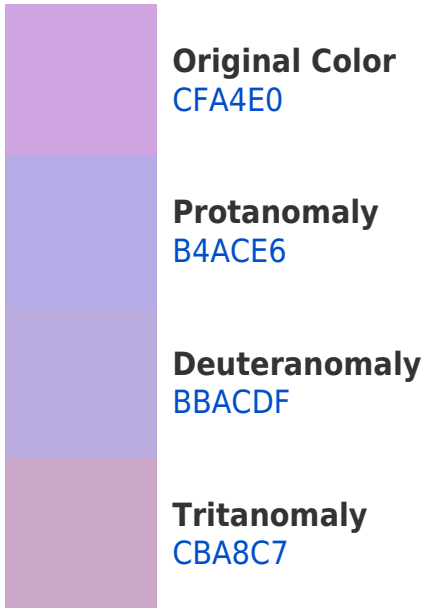 Original Color
CFA4E0
Protanomaly
B4ACE6
Deuteranomaly
BBACDF
Tritanomaly
CBA8C7